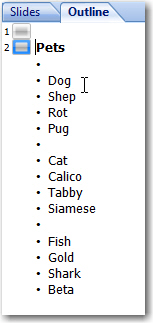 Slides Outline
1
2 Pets
•
• Dog
• Shep
• Rot
• Pug
•
• Cat
• Calico
• Tabby
• Siamese
•
• Fish
• Gold
• Shark
• Beta